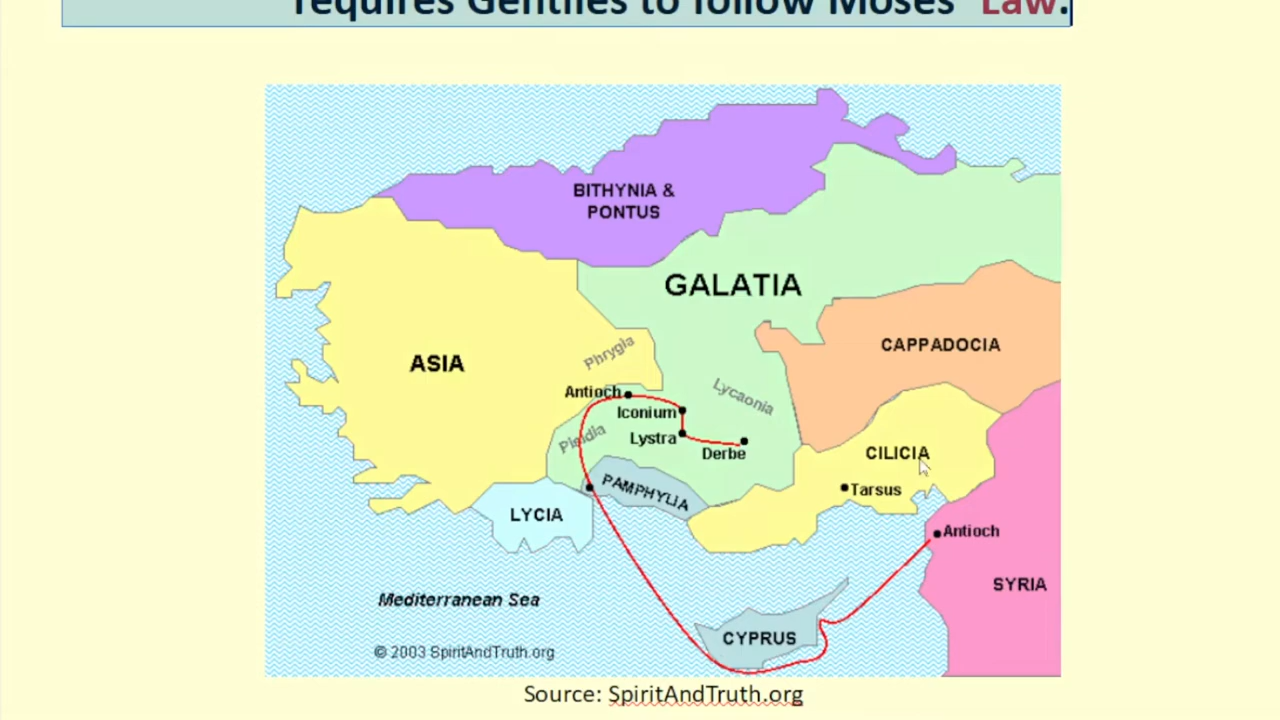 requires Gentiles to follow Moses' Law.
BITHYNIA &
PONTUS
GALATIA
CAPPADOCIA
ASIA
Phrygia
Lycaonia
Antioch
Iconium
Pisidia
Lystra
Derbe
CILICIA
PAMPHYLIA
Tarsus
LYCIA
Antioch
SYRIA
Mediterranean Sea
CYPRUS
© 2003 SpiritAndTruth.org
Source: SpiritAndTruth.org